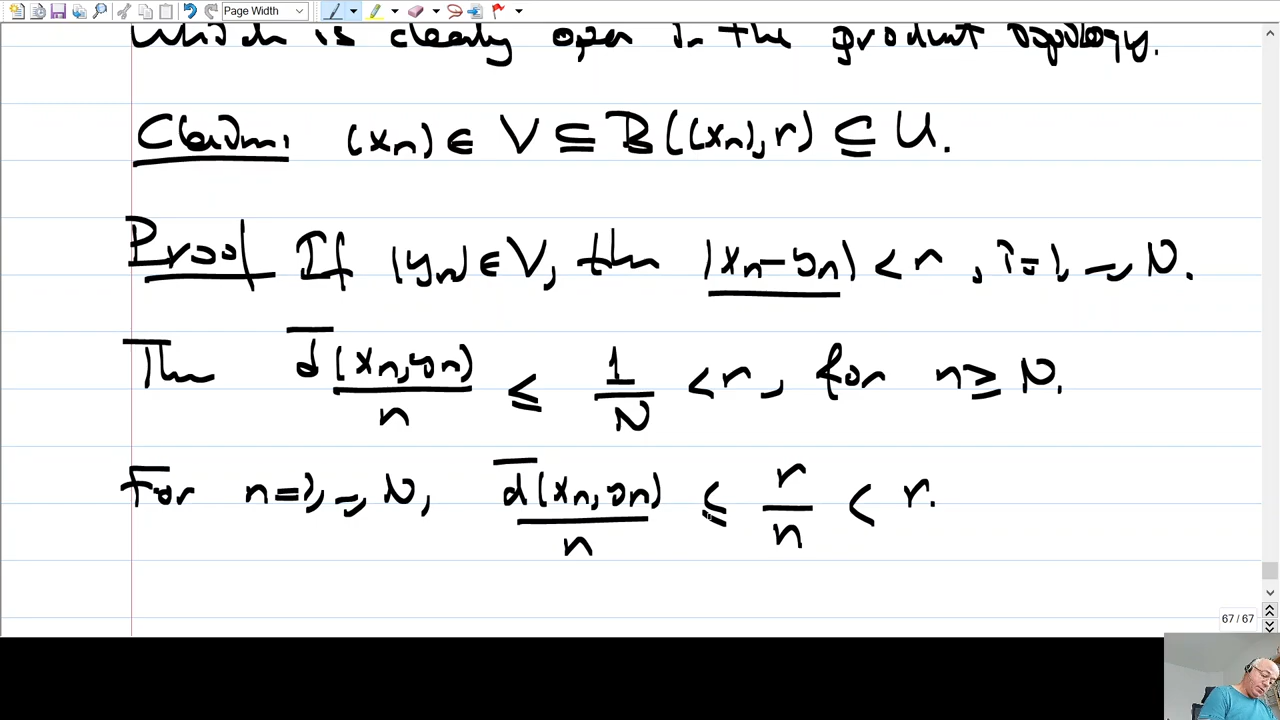 Page Width
which is clearly open in the product topology.
Claim: (xn) ∈ V ⊆ B((xn), r) ⊆ U.
Proof If (yn) ∈ V, then |xn-yn| < r, i=1, -, N.
Then d̅(xn,yn)/n ≤ 1/N < r, for n ≥ N.
For n=1, -, N, d̅(xn,yn)/n ≤ r/n < r.
67 / 67